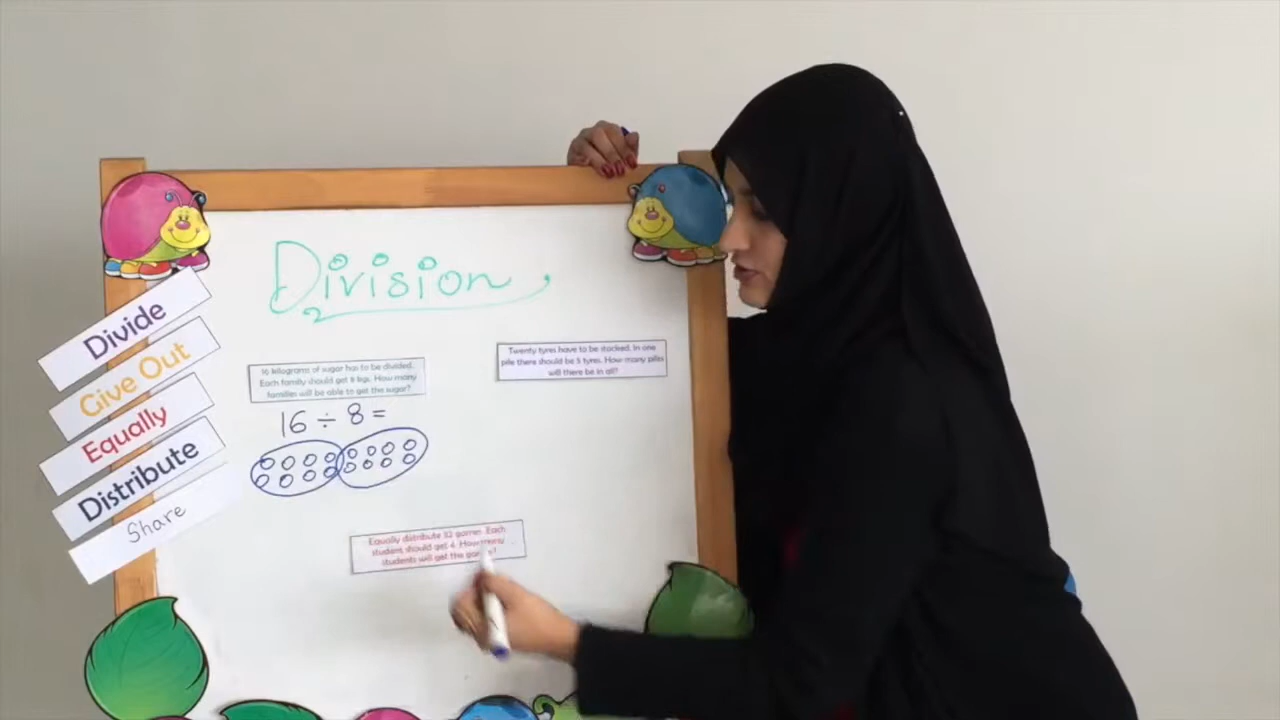 Division
Divide
Give Out
Equally
Distribute
Share
16 kilograms of sugar has to be divided.
Each family should get 8 kgs. How many
families will be able to get the sugar?
16 ÷ 8 =
Twenty tyres have to be stacked. In one
pile there should be 5 tyres. How many piles
will there be in all?
Equally distribute 12 games. Each
student should get 4. How many
students will get the